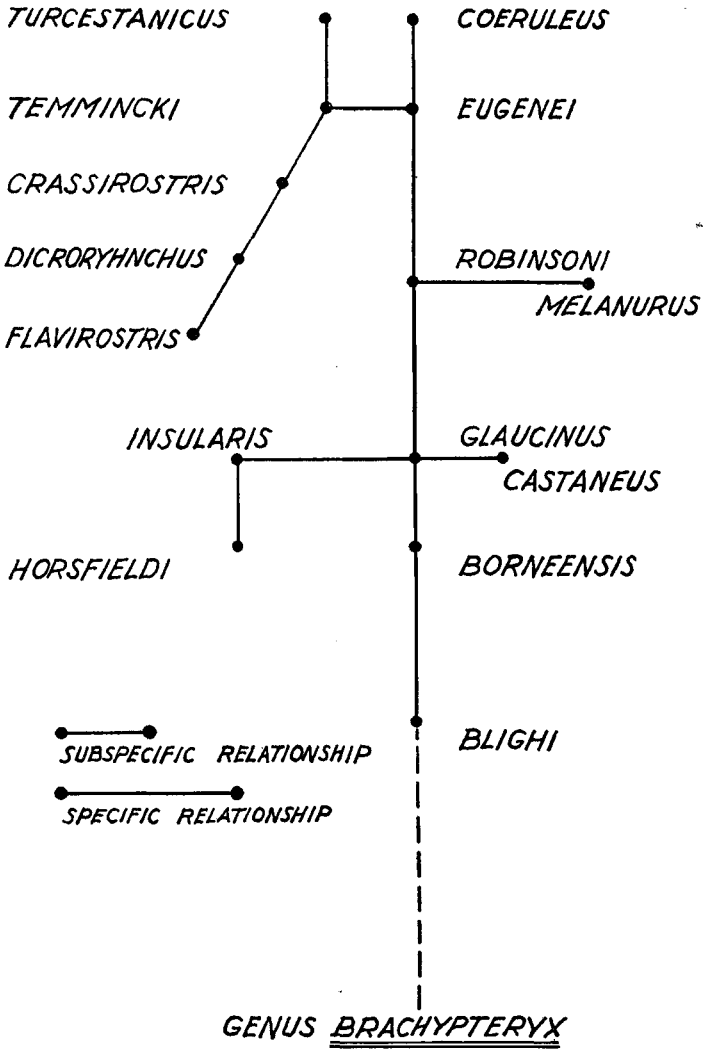 TURCESTANICUS
COERULEUS
TEMMINCKI
EUGENEI
CRASSIROSTRIS
DICRORYHNCHUS
ROBINSONI
MELANURUS
FLAVIROSTRIS
INSULARIS
GLAUCINUS
CASTANEUS
HORSFIELDI
BORNEENSIS
BLIGHI
SUBSPECIFIC RELATIONSHIP
SPECIFIC RELATIONSHIP
GENUS BRACHYPTERYX